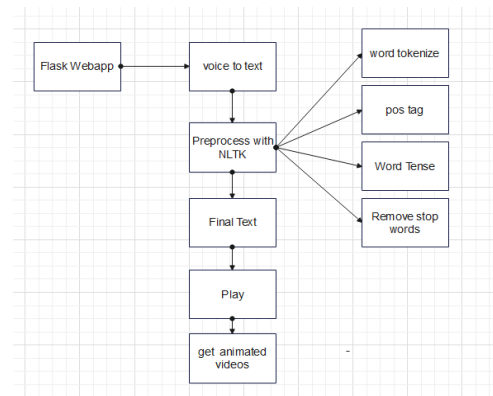 Flask Webapp
voice to text
word tokenize
pos tag
Preprocess with
NLTK
Word Tense
Remove stop
words
Final Text
Play
get animated
videos
-